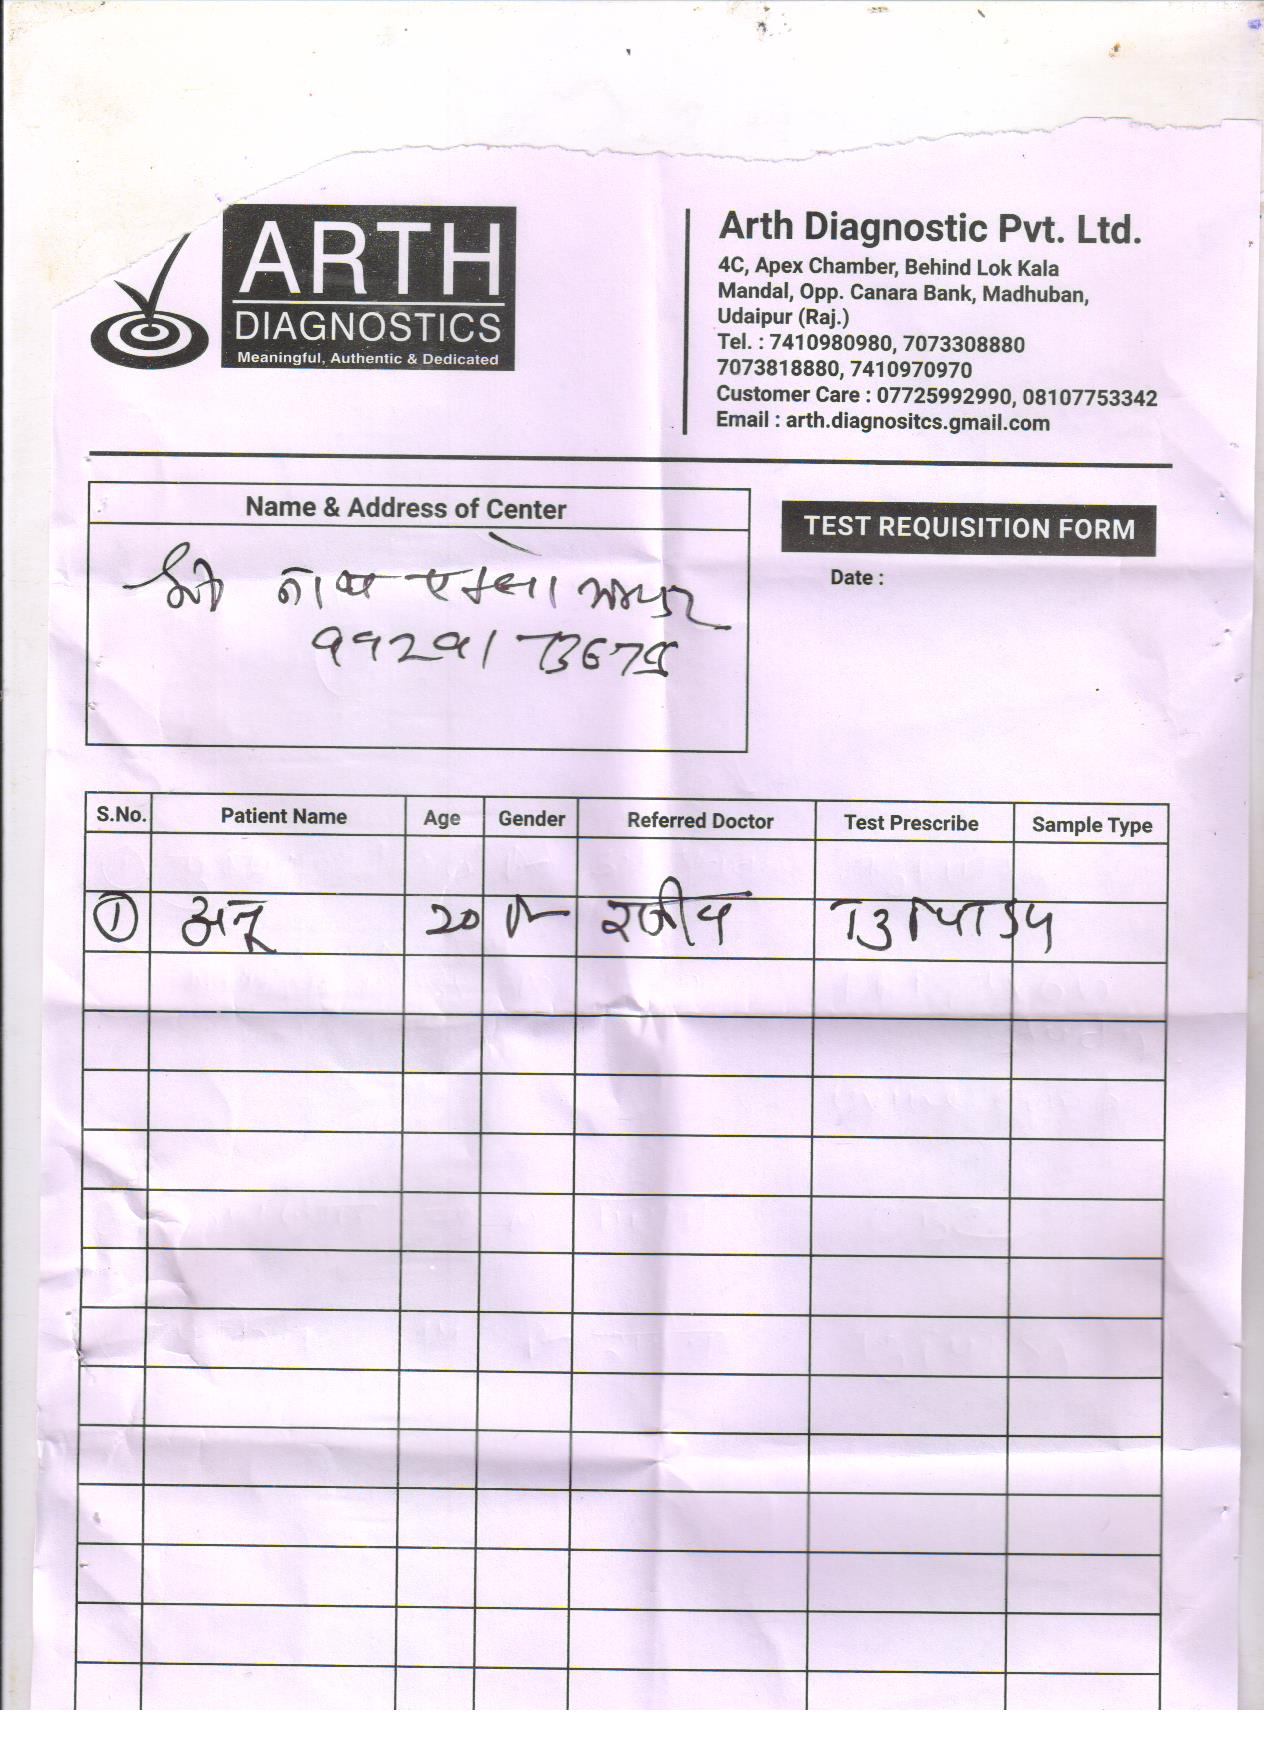 ARTH
DIAGNOSTICS
Meaningful, Authentic & Dedicated
Arth Diagnostic Pvt. Ltd.
4C, Apex Chamber, Behind Lok Kala
Mandal, Opp. Canara Bank, Madhuban,
Udaipur (Raj.)
Tel. : 7410980980, 7073308880
7073818880, 7410970970
Customer Care : 07725992990, 08107753342
Email : arth.diagnositcs.gmail.com
Name & Address of Center
TEST REQUISITION FORM
Date :
श्री नाथ
S.No. Patient Name Age Gender Referred Doctor Test Prescribe Sample Type
1 अनू 20 राजीव